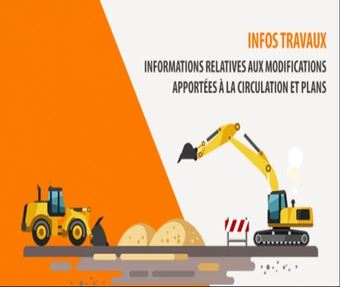 INFOS TRAVAUX
INFORMATIONS RELATIVES AUX MODIFICATIONS
APPORTÉES À LA CIRCULATION ET PLANS